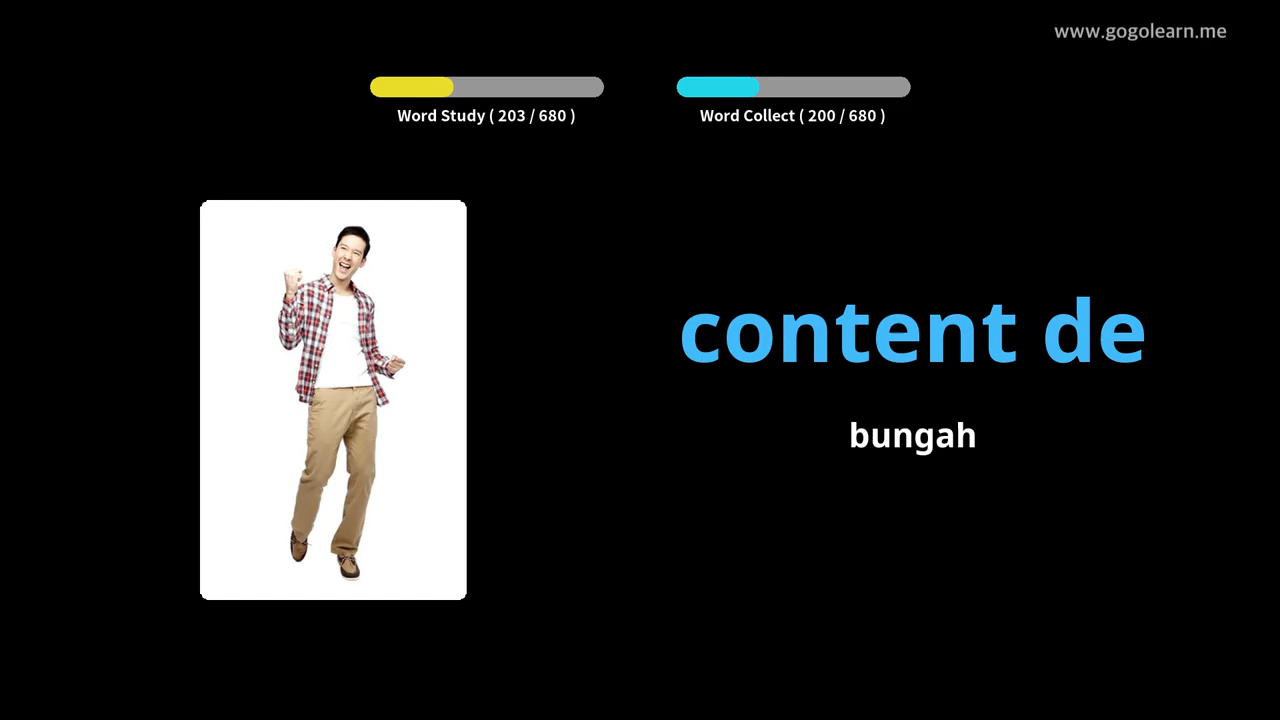 www.gogolearn.me
Word Study ( 203 / 680 )
Word Collect ( 200 / 680 )
content de
bungah